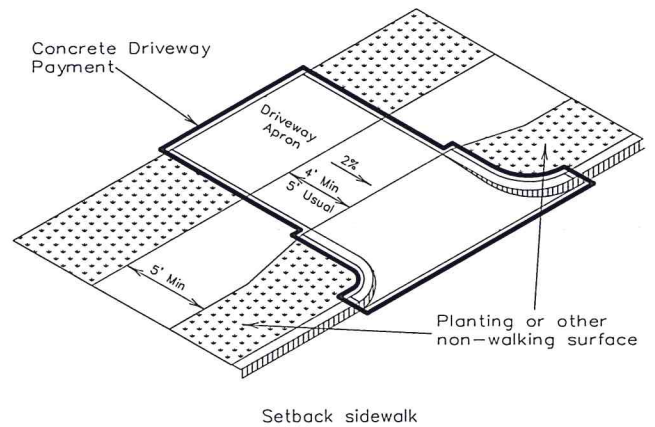 Concrete Driveway
Payment
Driveway
Apron
2%
4' Min
5' Usual
5' Min
Planting or other
non-walking surface
Setback sidewalk